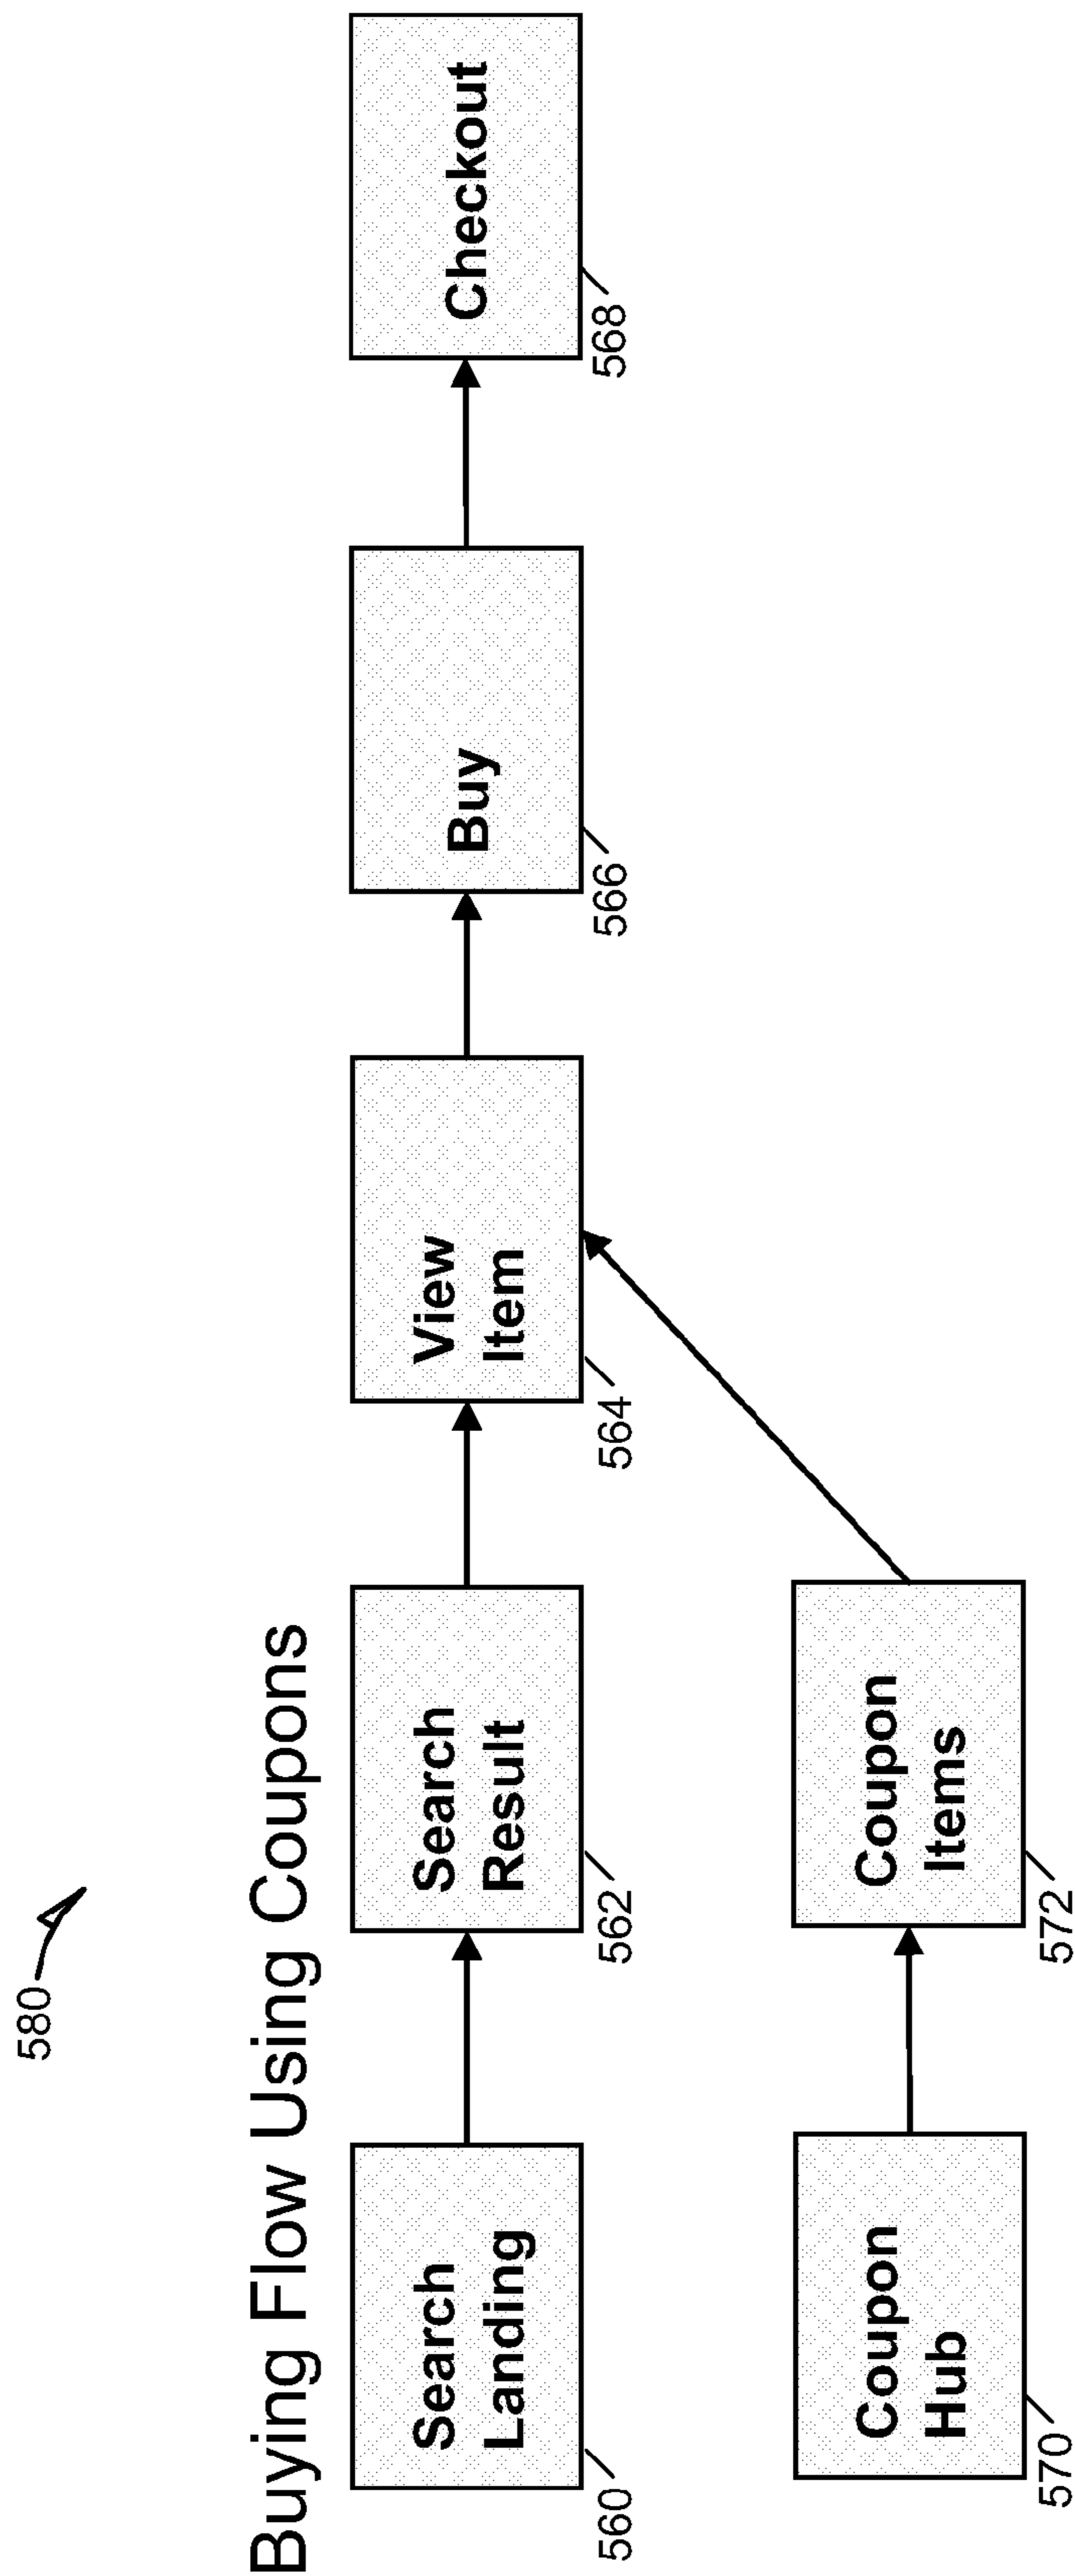 580
Buying Flow Using Coupons
Search
Landing
560
Search
Result
562
View
Item
564
Buy
566
Checkout
568
Coupon
Hub
570
Coupon
Items
572